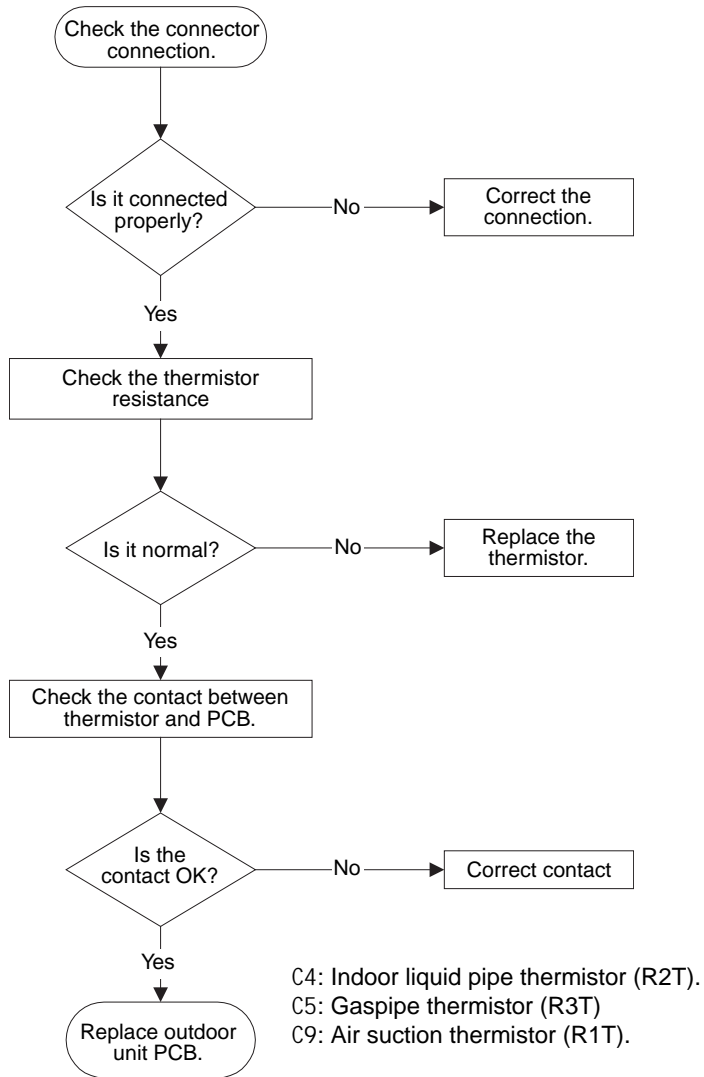 Check the connector
connection.
Is it connected
properly?
No
Correct the
connection.
Yes
Check the thermistor
resistance
Is it normal?
No
Replace the
thermistor.
Yes
Check the contact between
thermistor and PCB.
Is the
contact OK?
No
Correct contact
Yes
Replace outdoor
unit PCB.
C4: Indoor liquid pipe thermistor (R2T).
C5: Gaspipe thermistor (R3T)
C9: Air suction thermistor (R1T).